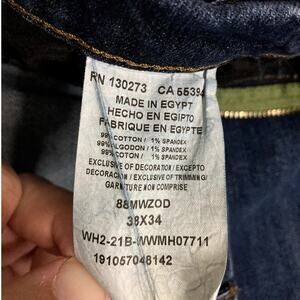 RN 130273 CA 55394
MADE IN EGYPT
HECHO EN EGIPTO
FABRIQUE EN EGYPTE
99% COTTON / 1% SPANDEX
99% ALGODON / 1% SPANDEX
99% COTON / 1% SPANDEX
EXCLUSIVE OF DECORATION/EXCEPTO
DECORACION / EXCLUSIVE OF TRIMMING/
GARNITURE NON COMPRISE
88MWZOD
38X34
WH2-21B-WWMH07711
191057048142